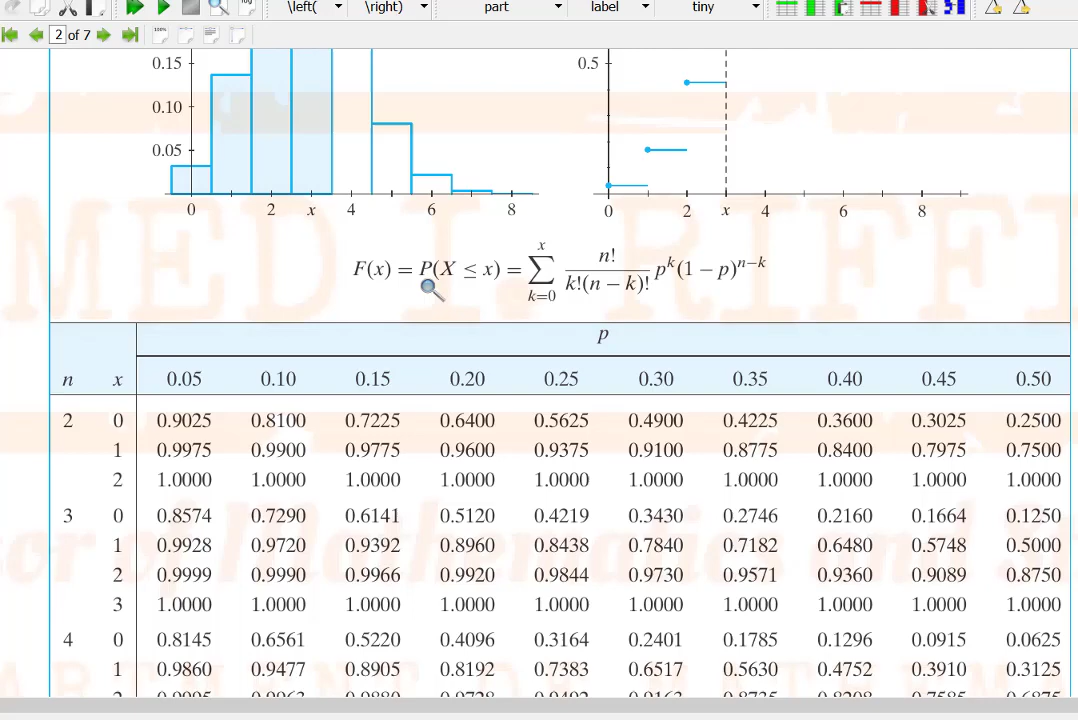 \left( \right) part label tiny
2 of 7
0.15 0.5
0.10
0.05
0 2 x 4 6 8 0 2 x 4 6 8
MED I. RIFFI
F(x) = P(X ≤ x) = ∑_{k=0}^{x} n!/(k!(n − k)!) p^k(1 − p)^{n−k}
p
n x 0.05 0.10 0.15 0.20 0.25 0.30 0.35 0.40 0.45 0.50
2 0 0.9025 0.8100 0.7225 0.6400 0.5625 0.4900 0.4225 0.3600 0.3025 0.2500
1 0.9975 0.9900 0.9775 0.9600 0.9375 0.9100 0.8775 0.8400 0.7975 0.7500
2 1.0000 1.0000 1.0000 1.0000 1.0000 1.0000 1.0000 1.0000 1.0000 1.0000
3 0 0.8574 0.7290 0.6141 0.5120 0.4219 0.3430 0.2746 0.2160 0.1664 0.1250
1 0.9928 0.9720 0.9392 0.8960 0.8438 0.7840 0.7182 0.6480 0.5748 0.5000
2 0.9999 0.9990 0.9966 0.9920 0.9844 0.9730 0.9571 0.9360 0.9089 0.8750
3 1.0000 1.0000 1.0000 1.0000 1.0000 1.0000 1.0000 1.0000 1.0000 1.0000
sor of Mathematics and S
4 0 0.8145 0.6561 0.5220 0.4096 0.3164 0.2401 0.1785 0.1296 0.0915 0.0625
1 0.9860 0.9477 0.8905 0.8192 0.7383 0.6517 0.5630 0.4752 0.3910 0.3125